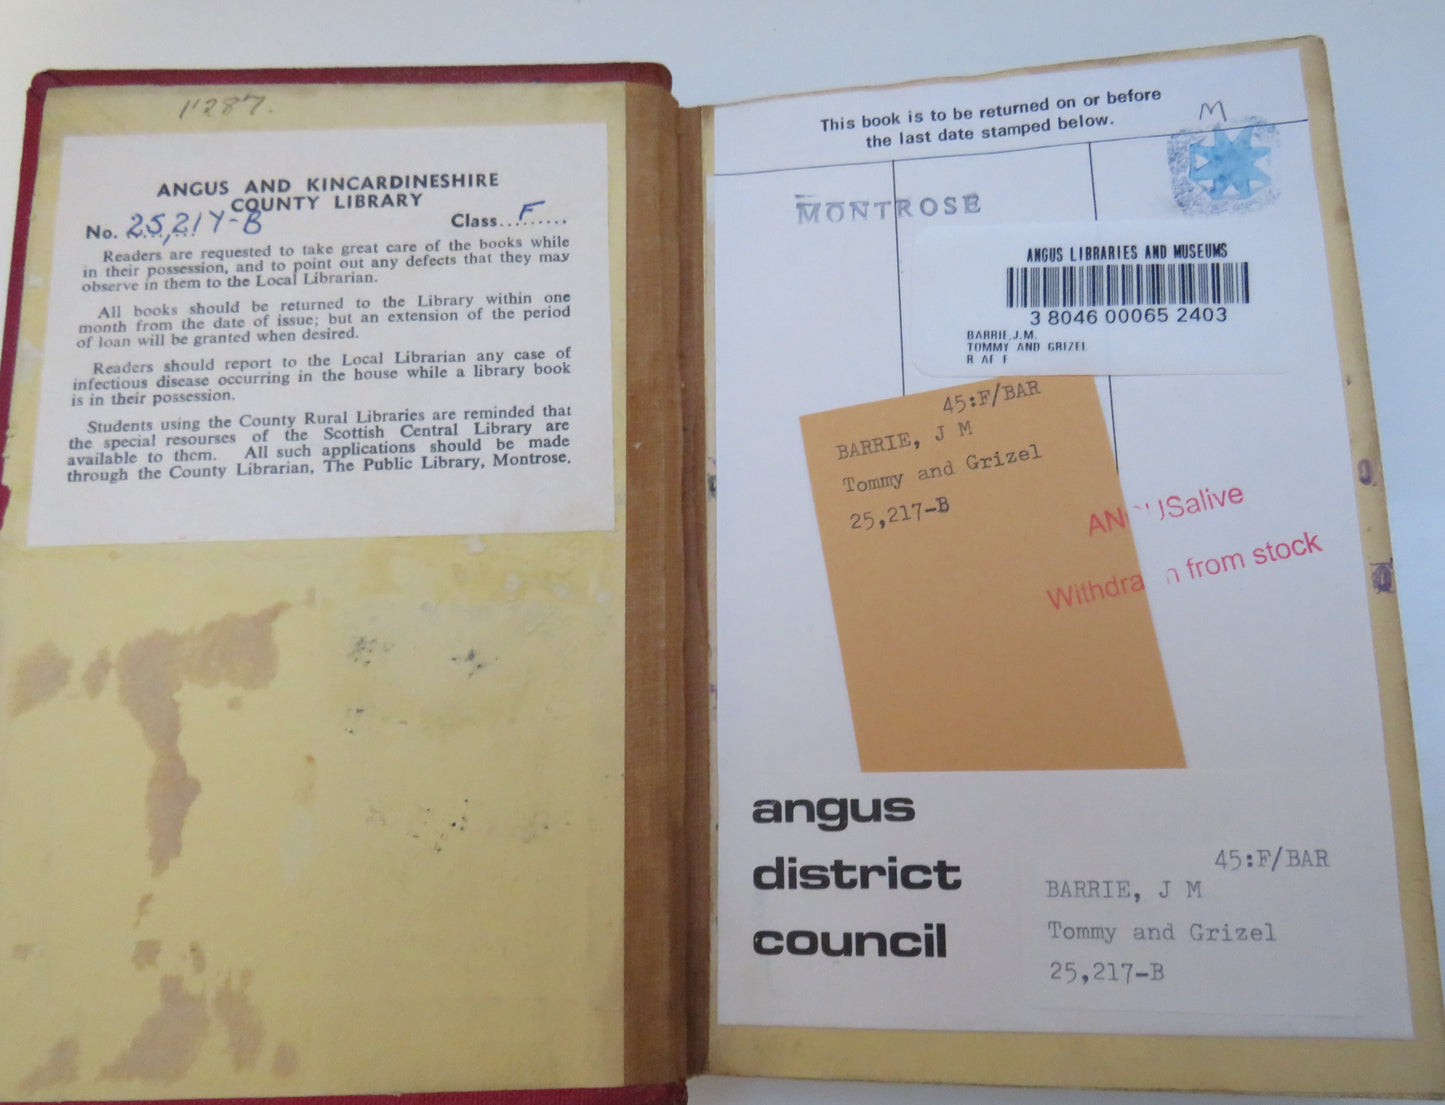 1'287.
ANGUS AND KINCARDINESHIRE
COUNTY LIBRARY
No. 25,217-B Class...F.......
Readers are requested to take great care of the books while
in their possession, and to point out any defects that they may
observe in them to the Local Librarian.
All books should be returned to the Library within one
month from the date of issue; but an extension of the period
of loan will be granted when desired.
Readers should report to the Local Librarian any case of
infectious disease occurring in the house while a library book
is in their possession.
Students using the County Rural Libraries are reminded that
the special resourses of the Scottish Central Library are
available to them. All such applications should be made
through the County Librarian, The Public Library, Montrose.
This book is to be returned on or before
the last date stamped below.
M
MONTROSE
ANGUS LIBRARIES AND MUSEUMS
3 8046 00065 2403
BARRIE,J.M.
TOMMY AND GRIZEL
R AF F
45:F/BAR
BARRIE, J M
Tommy and Grizel
25,217-B
ANGUSalive
Withdrawn from stock
angus
district
council
45:F/BAR
BARRIE, J M
Tommy and Grizel
25,217-B